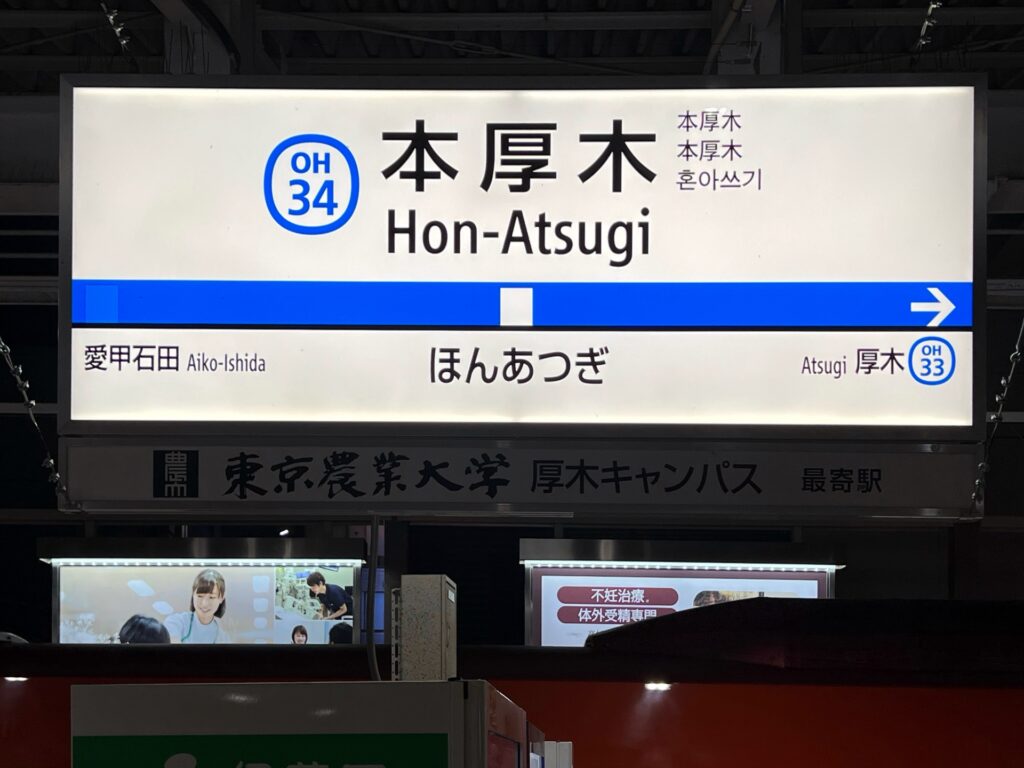 OH
34
本厚木
Hon-Atsugi
本厚木
本厚木
혼아쓰기
愛甲石田 Aiko-Ishida
ほんあつぎ
Atsugi 厚木 OH 33
東京農業大学 厚木キャンパス 最寄駅
不妊治療
体外受精専門